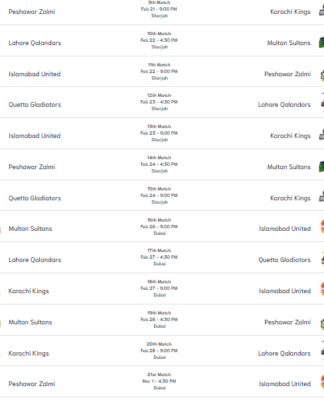 9th Match
Peshawar Zalmi Feb 21 - 9:00 PM Karachi Kings
Sharjah
10th Match
Lahore Qalandars Feb 22 - 4:30 PM Multan Sultans
Sharjah
11th Match
Islamabad United Feb 22 - 9:00 PM Peshawar Zalmi
Sharjah
12th Match
Quetta Gladiators Feb 23 - 4:30 PM Lahore Qalandars
Sharjah
13th Match
Islamabad United Feb 23 - 9:00 PM Karachi Kings
Sharjah
14th Match
Peshawar Zalmi Feb 24 - 4:30 PM Multan Sultans
Sharjah
15th Match
Quetta Gladiators Feb 24 - 9:00 PM Karachi Kings
Sharjah
16th Match
Multan Sultans Feb 26 - 9:00 PM Islamabad United
Dubai
17th Match
Lahore Qalandars Feb 27 - 4:30 PM Quetta Gladiators
Dubai
18th Match
Karachi Kings Feb 27 - 9:00 PM Islamabad United
Dubai
19th Match
Multan Sultans Feb 28 - 4:30 PM Peshawar Zalmi
Dubai
20th Match
Karachi Kings Feb 28 - 9:00 PM Lahore Qalandars
Dubai
21st Match
Peshawar Zalmi Mar 1 - 4:30 PM Islamabad United
Dubai